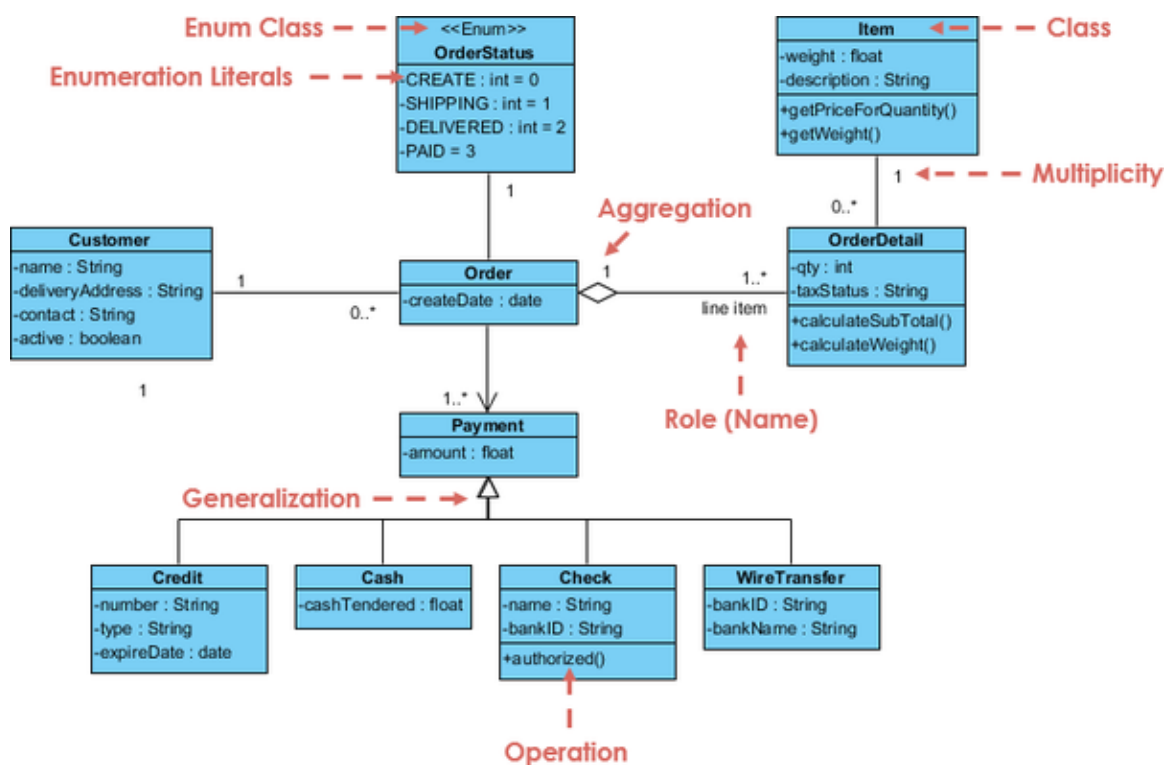 Enum Class
<<Enum>>
OrderStatus
Enumeration Literals
-CREATE : int = 0
-SHIPPING : int = 1
-DELIVERED : int = 2
-PAID = 3
Item
Class
-weight : float
-description : String
+getPriceForQuantity()
+getWeight()
1
Multiplicity
0..*
1
Aggregation
Customer
-name : String
-deliveryAddress : String
-contact : String
-active : boolean
1
0..*
Order
-createDate : date
1
1..*
line item
OrderDetail
-qty : int
-taxStatus : String
+calculateSubTotal()
+calculateWeight()
1
1..*
Role (Name)
Payment
-amount : float
Generalization
Credit
-number : String
-type : String
-expireDate : date
Cash
-cashTendered : float
Check
-name : String
-bankID : String
+authorized()
WireTransfer
-bankID : String
-bankName : String
Operation